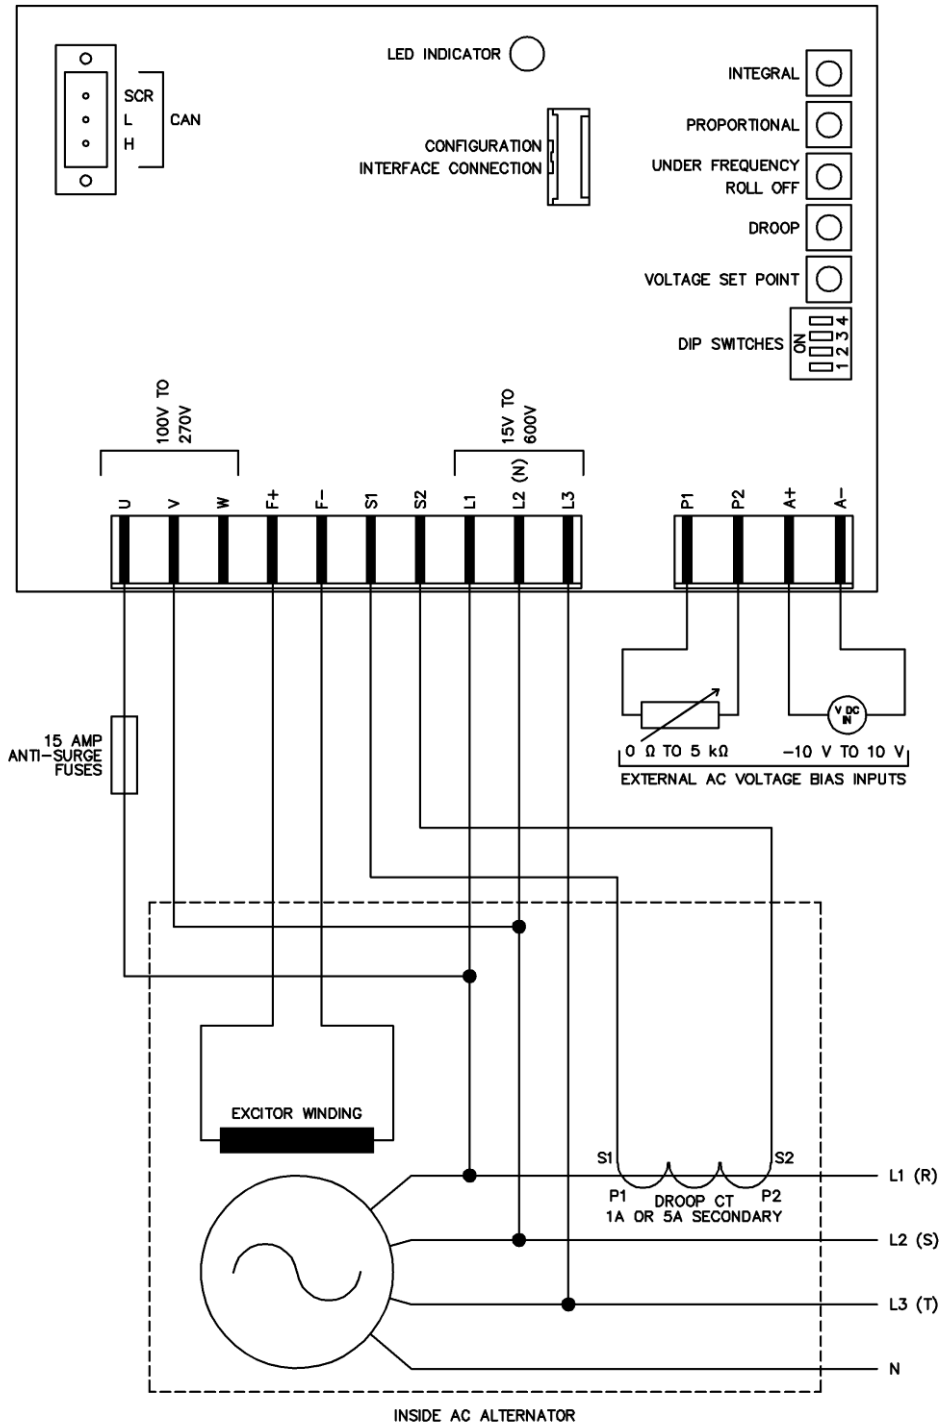 LED INDICATOR
SCR
L
H
CAN
CONFIGURATION
INTERFACE CONNECTION
INTEGRAL
PROPORTIONAL
UNDER FREQUENCY
ROLL OFF
DROOP
VOLTAGE SET POINT
DIP SWITCHES
ON
1 2 3 4
100V TO
270V
15V TO
600V
U
V
W
F+
F-
S1
S2
L1
L2 (N)
L3
P1
P2
A+
A-
15 AMP
ANTI-SURGE
FUSES
V DC
IN
0 Ω TO 5 kΩ
-10 V TO 10 V
EXTERNAL AC VOLTAGE BIAS INPUTS
EXCITOR WINDING
S1
S2
P1
P2
DROOP CT
1A OR 5A SECONDARY
L1 (R)
L2 (S)
L3 (T)
N
INSIDE AC ALTERNATOR